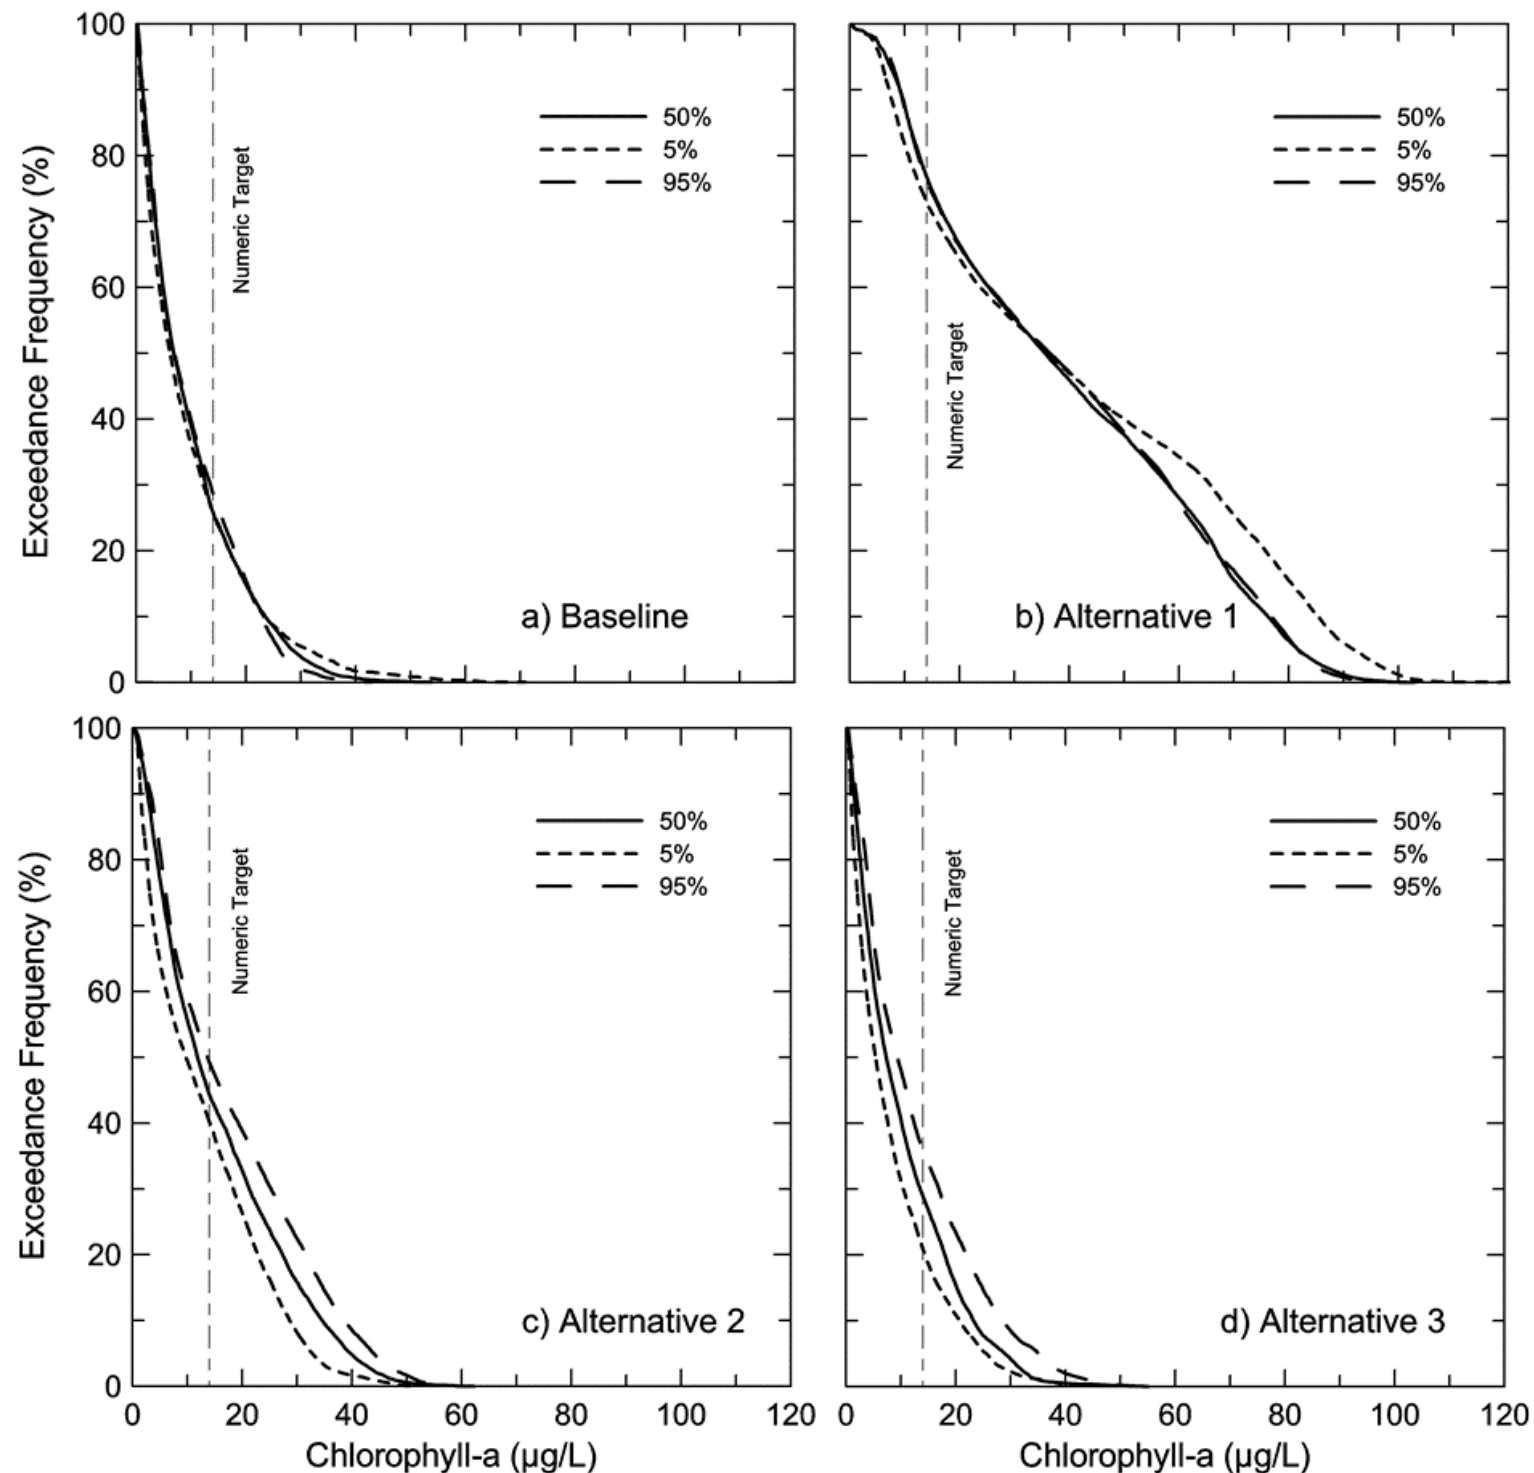 100
80
60
40
20
0
Exceedance Frequency (%)
Numeric Target
50%
5%
95%
a) Baseline
Numeric Target
50%
5%
95%
b) Alternative 1
100
80
60
40
20
0
Exceedance Frequency (%)
Numeric Target
50%
5%
95%
c) Alternative 2
0 20 40 60 80 100 120
Chlorophyll-a (µg/L)
Numeric Target
50%
5%
95%
d) Alternative 3
0 20 40 60 80 100 120
Chlorophyll-a (µg/L)